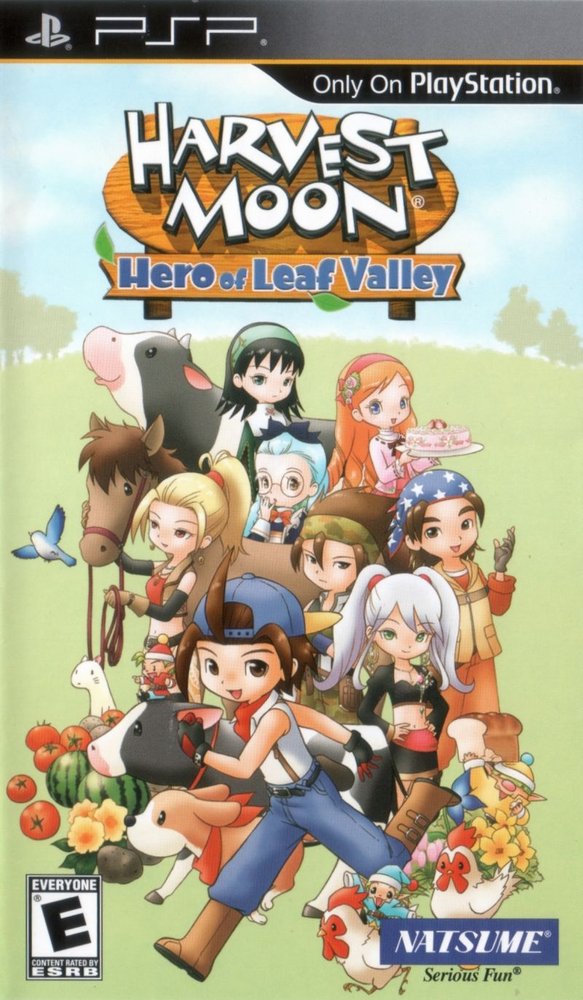 PSP®
Only On PlayStation®
HARVEST
MOON®
Hero of Leaf Valley
EVERYONE
E®
CONTENT RATED BY
ESRB
NATSUME®
Serious Fun®